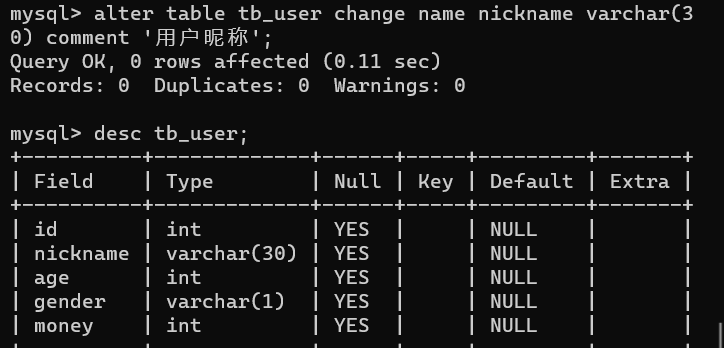 mysql> alter table tb_user change name nickname varchar(3
0) comment '用户昵称';
Query OK, 0 rows affected (0.11 sec)
Records: 0  Duplicates: 0  Warnings: 0

mysql> desc tb_user;
+----------+-------------+------+-----+---------+-------+
| Field    | Type        | Null | Key | Default | Extra |
+----------+-------------+------+-----+---------+-------+
| id       | int         | YES  |     | NULL    |       |
| nickname | varchar(30) | YES  |     | NULL    |       |
| age      | int         | YES  |     | NULL    |       |
| gender   | varchar(1)  | YES  |     | NULL    |       |
| money    | int         | YES  |     | NULL    |       |